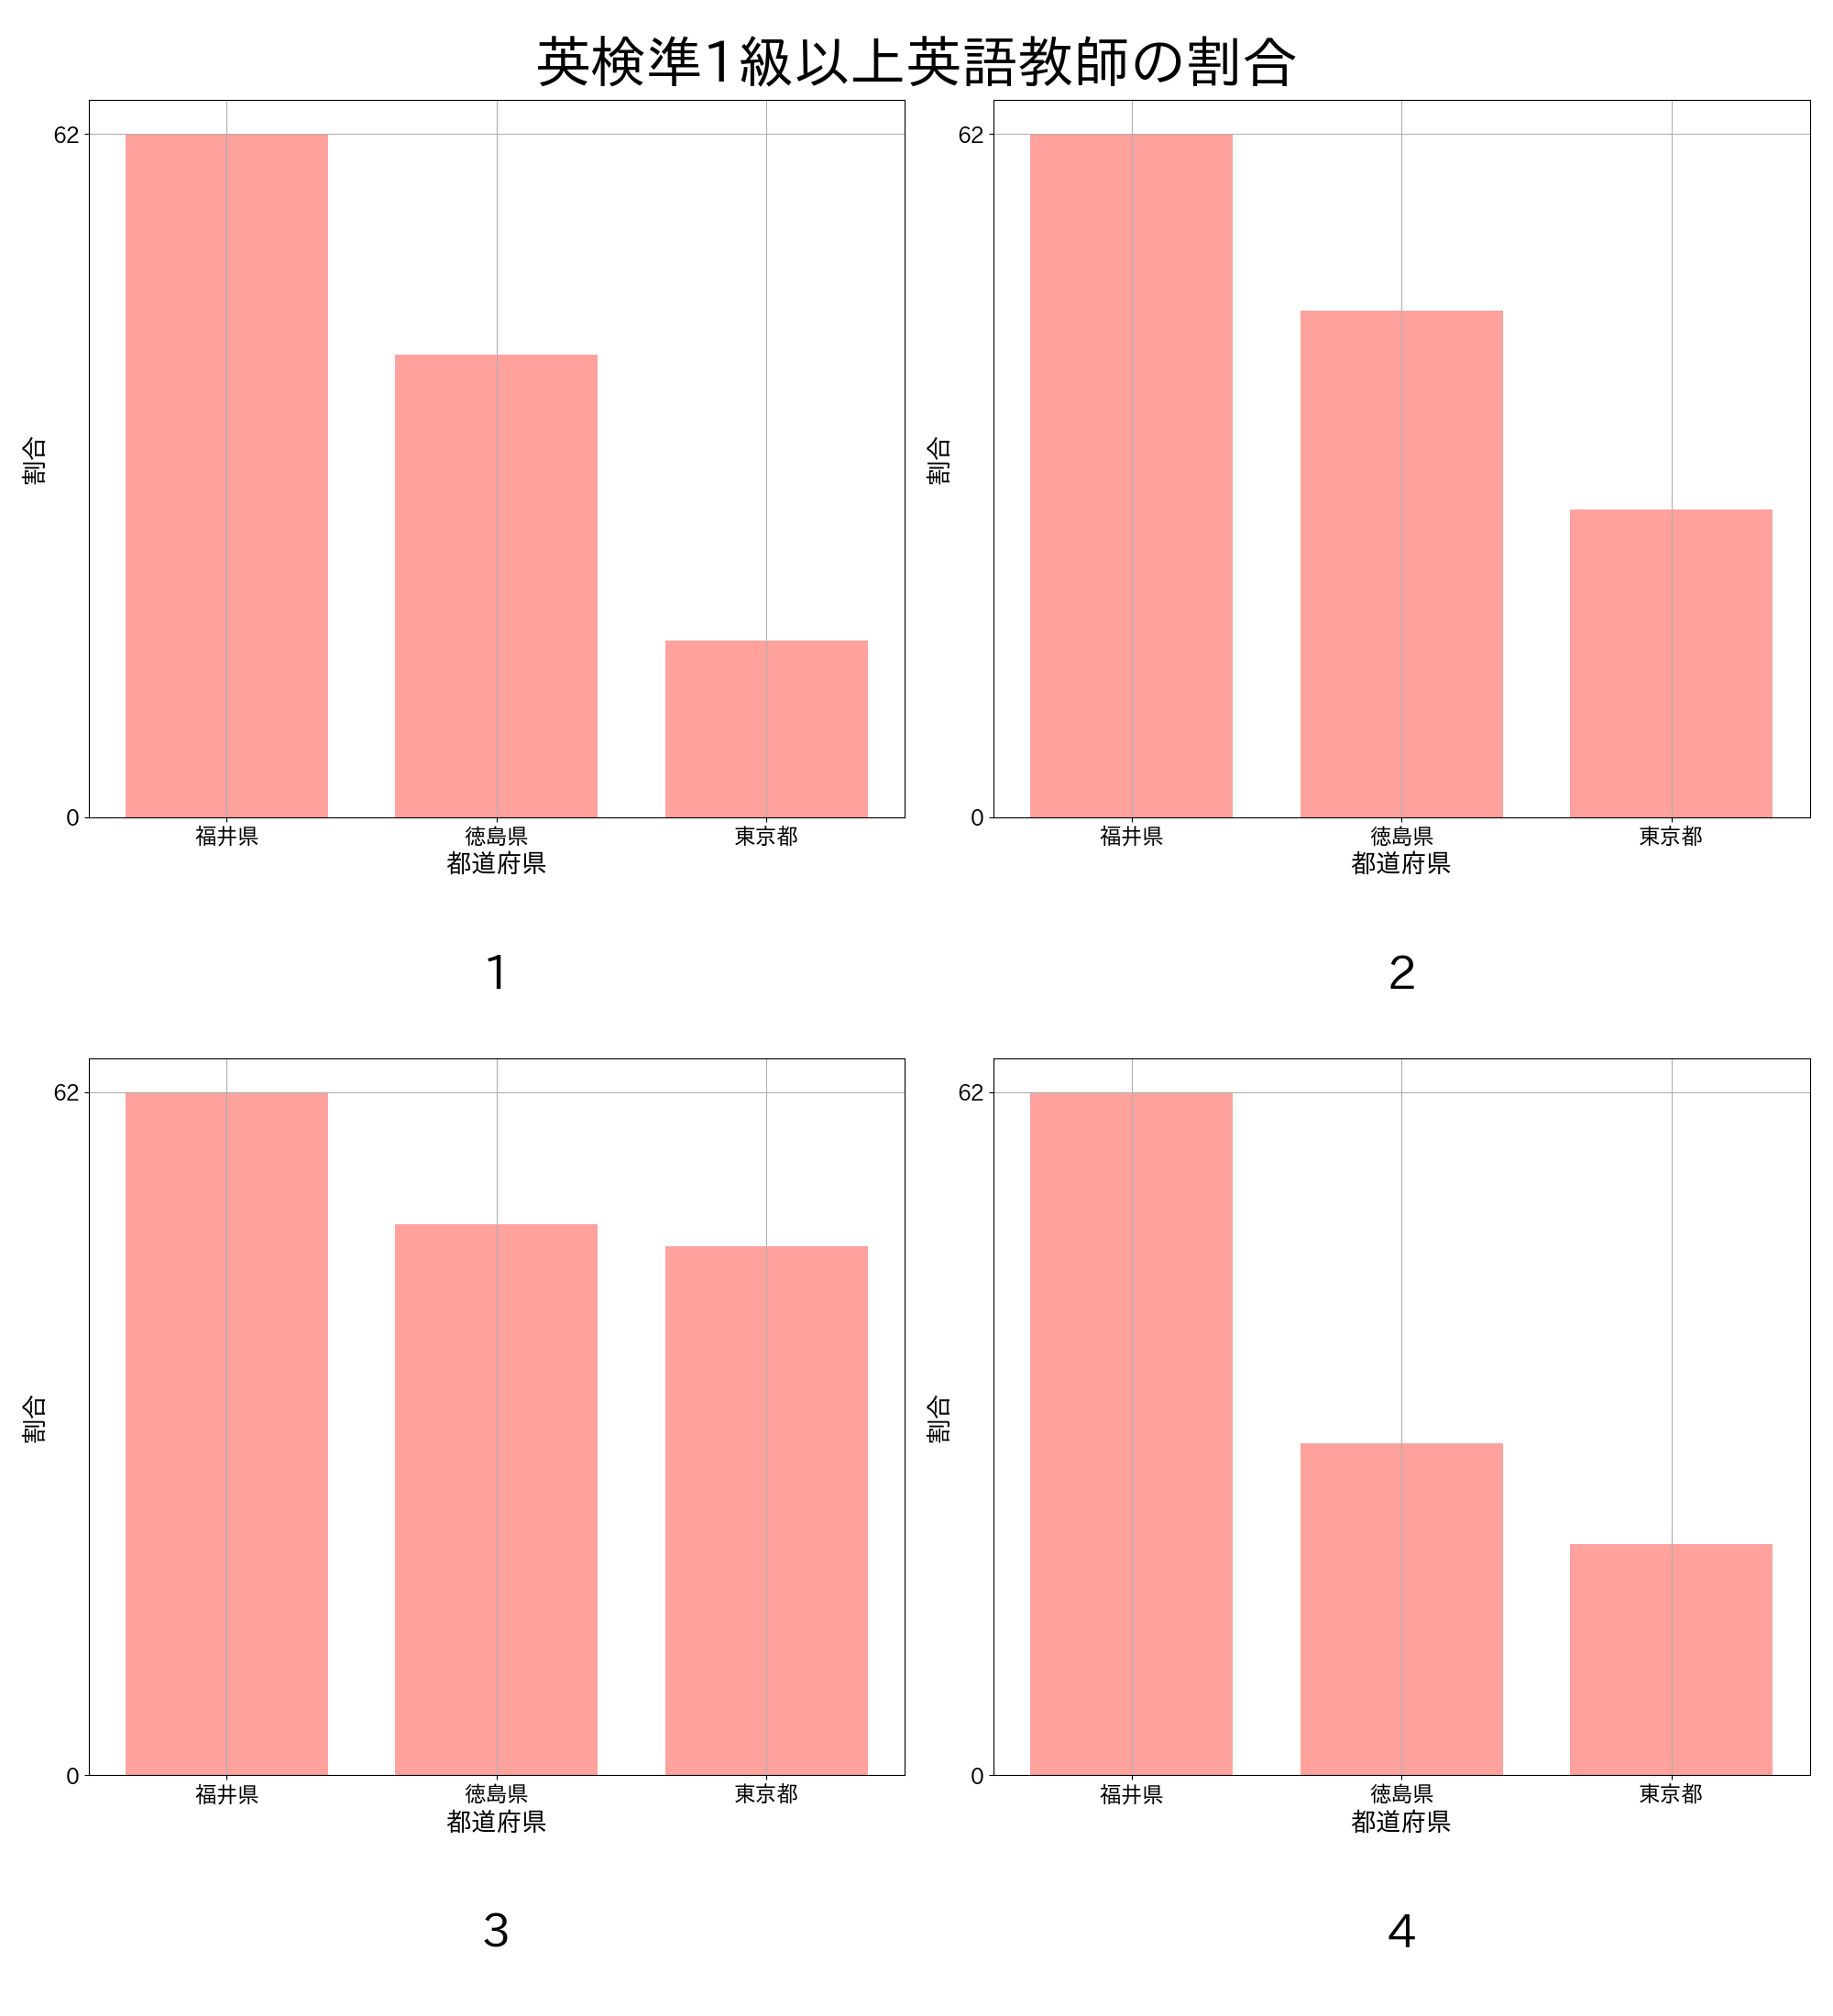 英検準1級以上英語教師の割合
62
割合
0
福井県 徳島県 東京都
都道府県
1
62
割合
0
福井県 徳島県 東京都
都道府県
2
62
割合
0
福井県 徳島県 東京都
都道府県
3
62
割合
0
福井県 徳島県 東京都
都道府県
4